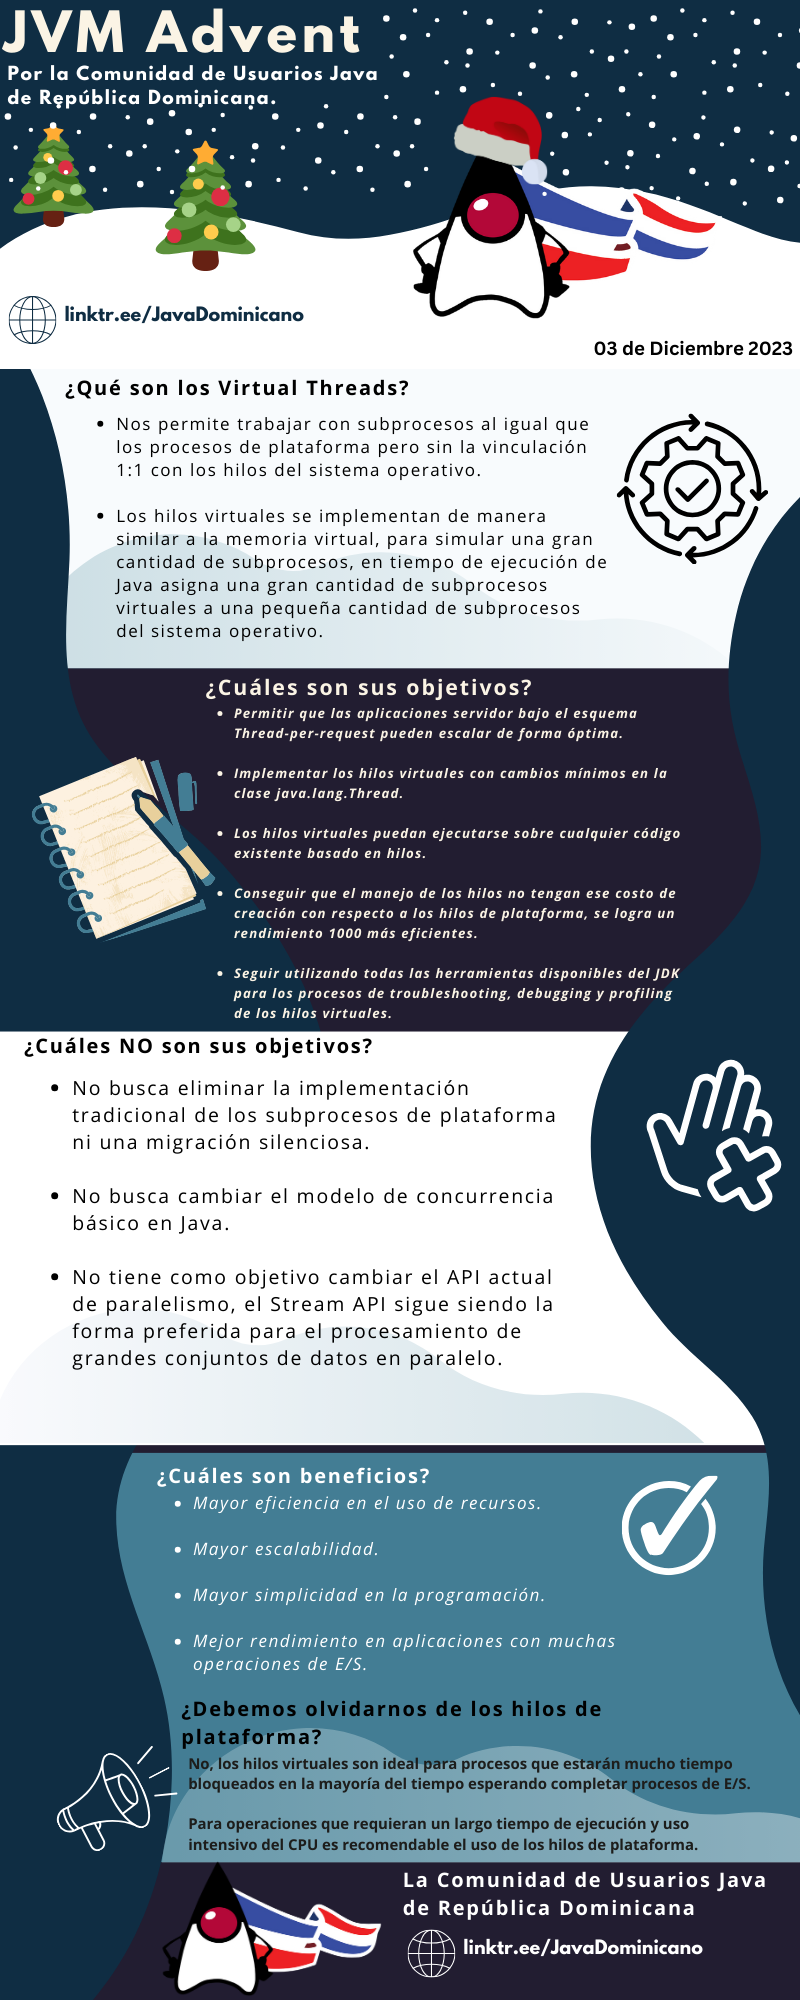 JVM Advent
Por la Comunidad de Usuarios Java
de República Dominicana.
linktr.ee/JavaDominicano
03 de Diciembre 2023
¿Qué son los Virtual Threads?
• Nos permite trabajar con subprocesos al igual que
los procesos de plataforma pero sin la vinculación
1:1 con los hilos del sistema operativo.
• Los hilos virtuales se implementan de manera
similar a la memoria virtual, para simular una gran
cantidad de subprocesos, en tiempo de ejecución de
Java asigna una gran cantidad de subprocesos
virtuales a una pequeña cantidad de subprocesos
del sistema operativo.
¿Cuáles son sus objetivos?
• Permitir que las aplicaciones servidor bajo el esquema
Thread-per-request pueden escalar de forma óptima.
• Implementar los hilos virtuales con cambios mínimos en la
clase java.lang.Thread.
• Los hilos virtuales puedan ejecutarse sobre cualquier código
existente basado en hilos.
• Conseguir que el manejo de los hilos no tengan ese costo de
creación con respecto a los hilos de plataforma, se logra un
rendimiento 1000 más eficientes.
• Seguir utilizando todas las herramientas disponibles del JDK
para los procesos de troubleshooting, debugging y profiling
de los hilos virtuales.
¿Cuáles NO son sus objetivos?
• No busca eliminar la implementación
tradicional de los subprocesos de plataforma
ni una migración silenciosa.
• No busca cambiar el modelo de concurrencia
básico en Java.
• No tiene como objetivo cambiar el API actual
de paralelismo, el Stream API sigue siendo la
forma preferida para el procesamiento de
grandes conjuntos de datos en paralelo.
¿Cuáles son beneficios?
• Mayor eficiencia en el uso de recursos.
• Mayor escalabilidad.
• Mayor simplicidad en la programación.
• Mejor rendimiento en aplicaciones con muchas
operaciones de E/S.
¿Debemos olvidarnos de los hilos de
plataforma?
No, los hilos virtuales son ideal para procesos que estarán mucho tiempo
bloqueados en la mayoría del tiempo esperando completar procesos de E/S.
Para operaciones que requieran un largo tiempo de ejecución y uso
intensivo del CPU es recomendable el uso de los hilos de plataforma.
La Comunidad de Usuarios Java
de República Dominicana
linktr.ee/JavaDominicano